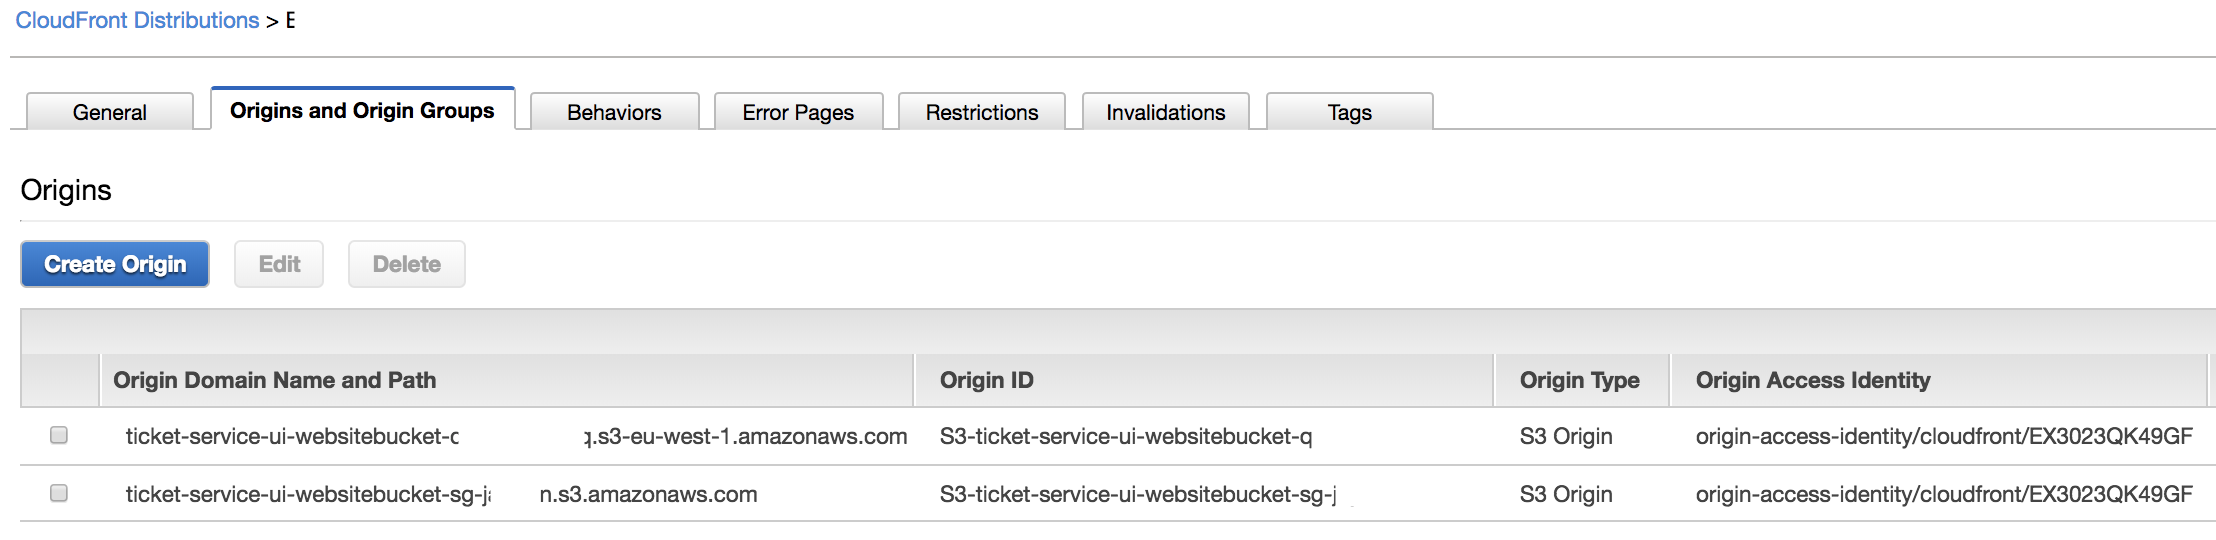 CloudFront Distributions > E
General Origins and Origin Groups Behaviors Error Pages Restrictions Invalidations Tags
Origins
Create Origin Edit Delete
Origin Domain Name and Path Origin ID Origin Type Origin Access Identity
ticket-service-ui-websitebucket- q.s3-eu-west-1.amazonaws.com S3-ticket-service-ui-websitebucket-q S3 Origin origin-access-identity/cloudfront/EX3023QK49GF
ticket-service-ui-websitebucket-sg-j n.s3.amazonaws.com S3-ticket-service-ui-websitebucket-sg-j S3 Origin origin-access-identity/cloudfront/EX3023QK49GF